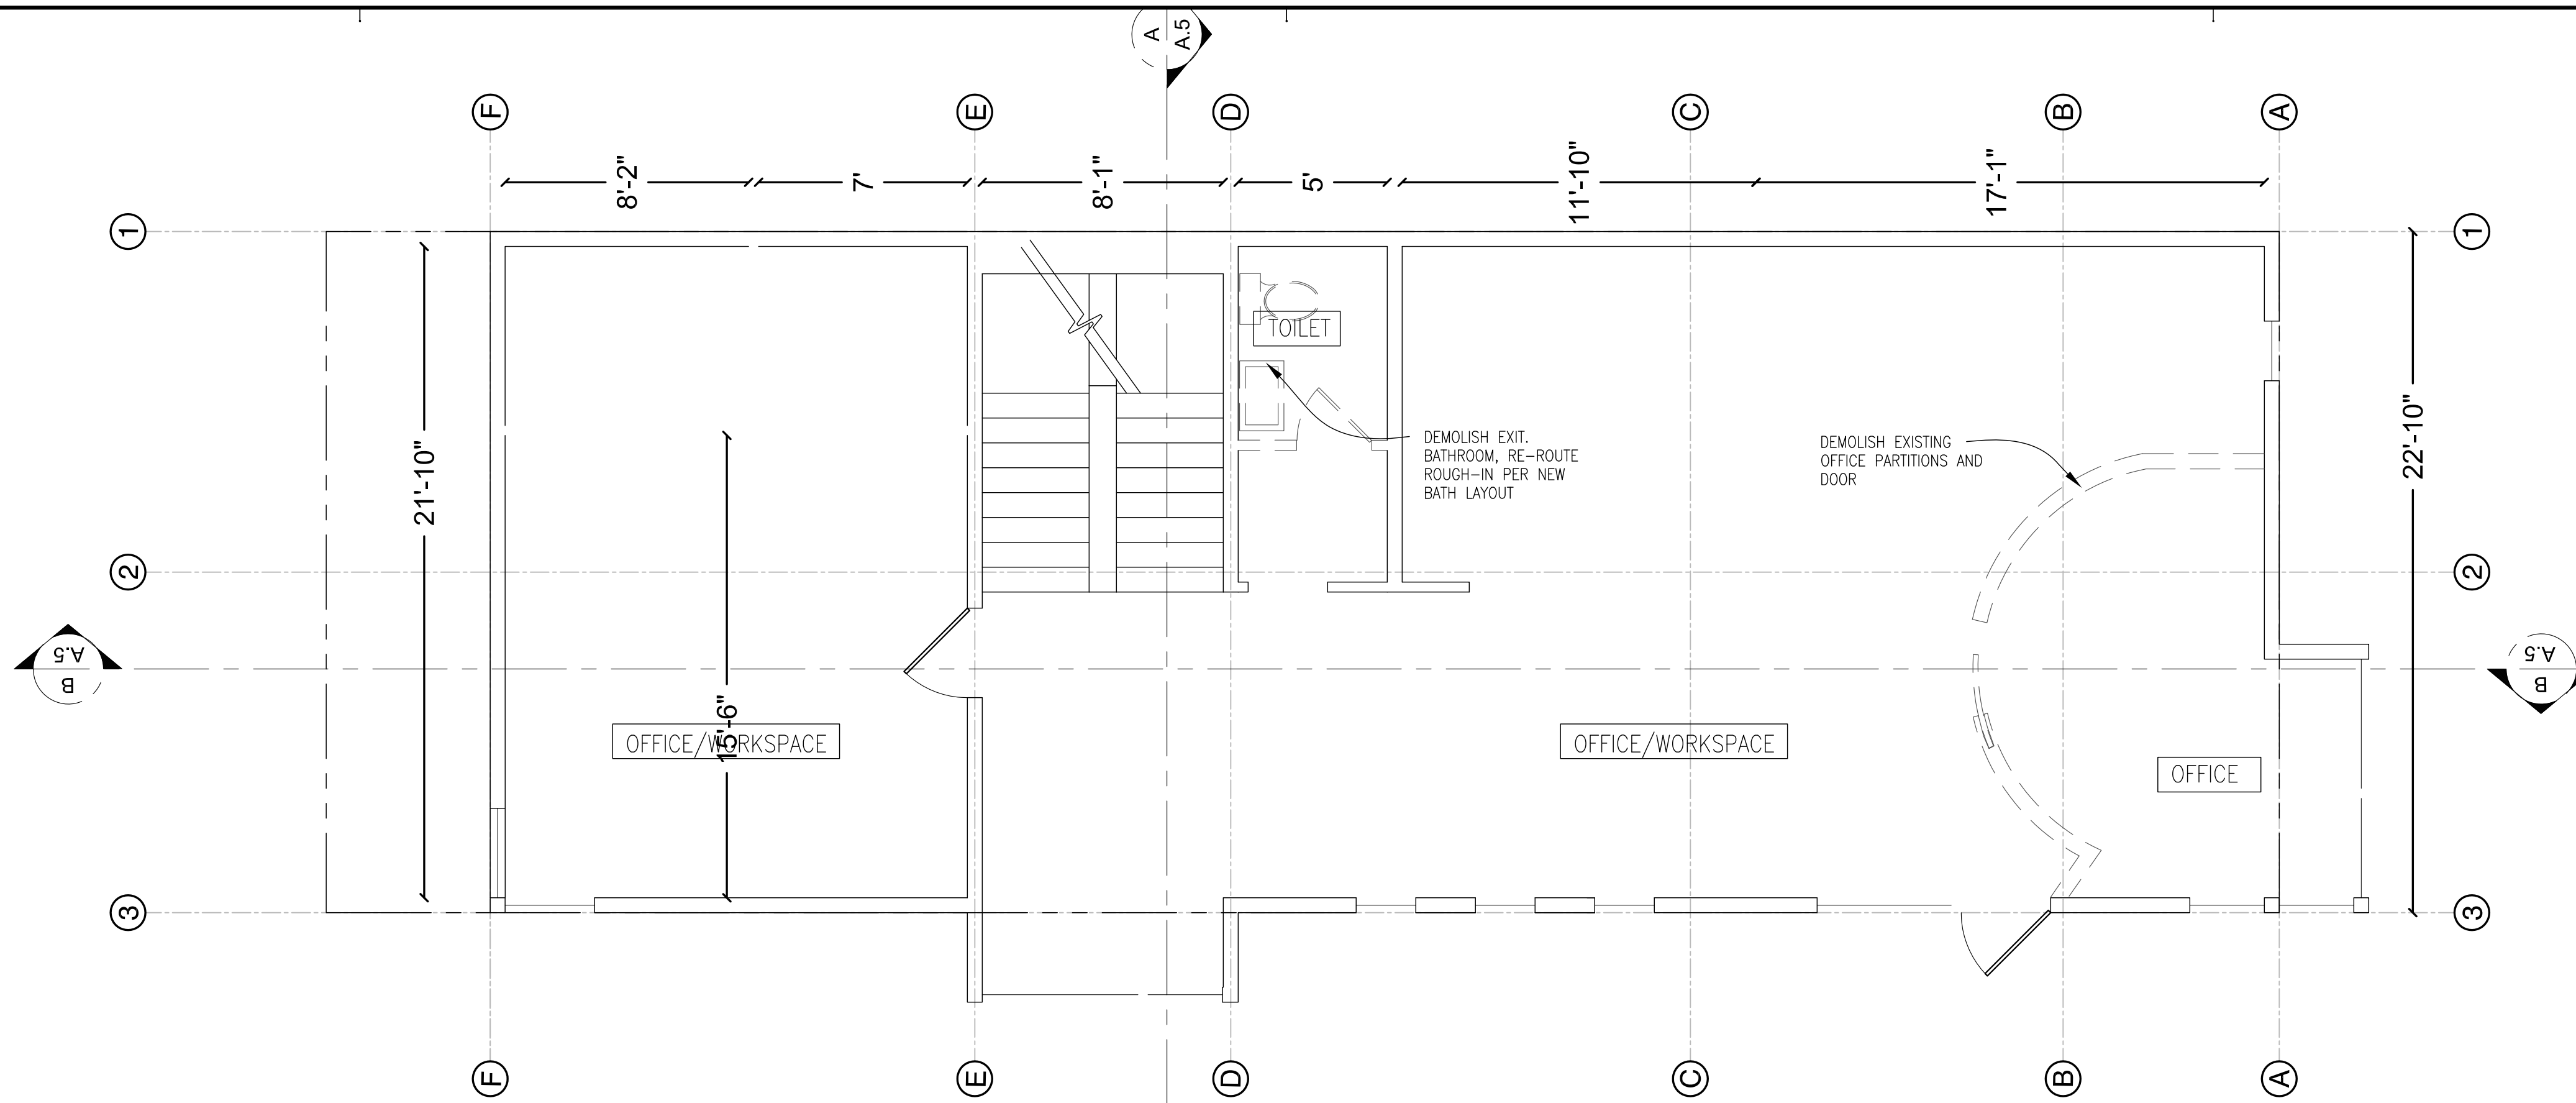 A
A.5
F
E
D
C
B
A
8'-2"
7'
8'-1"
5'
11'-10"
17'-1"
1
1
TOILET
21'-10"
22'-10"
DEMOLISH EXIT.
BATHROOM, RE-ROUTE
ROUGH-IN PER NEW
BATH LAYOUT
DEMOLISH EXISTING
OFFICE PARTITIONS AND
DOOR
2
2
A.5
B
A.5
B
15'-6"
OFFICE/WORKSPACE
OFFICE/WORKSPACE
OFFICE
3
3
F
E
D
C
B
A